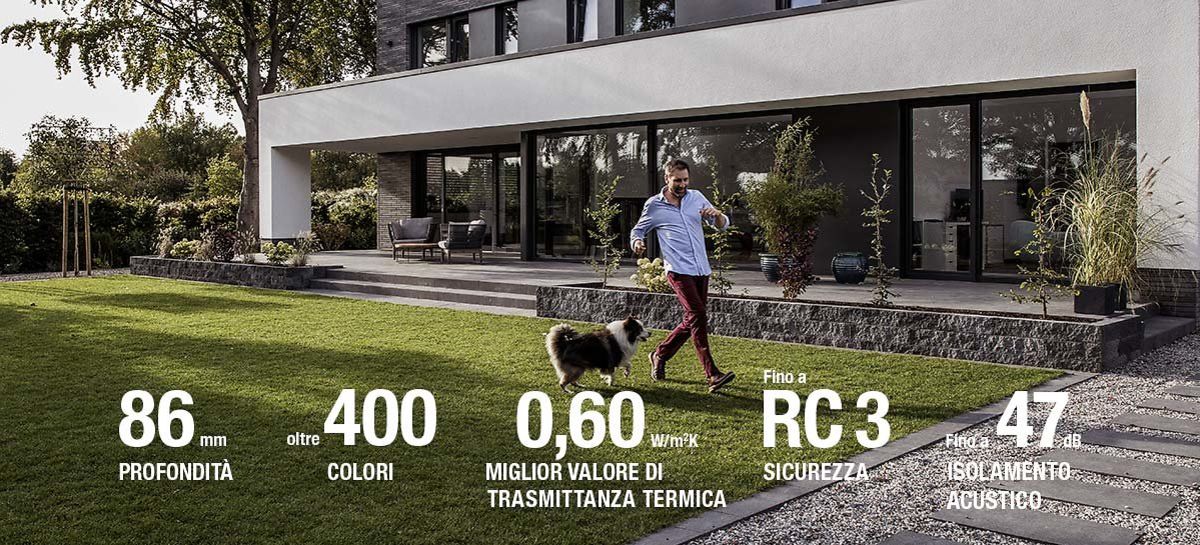 86 mm
PROFONDITÀ
oltre 400
COLORI
0,60 W/m²K
MIGLIOR VALORE DI
TRASMITTANZA TERMICA
Fino a
RC 3
SICUREZZA
Fino a 47 dB
ISOLAMENTO
ACUSTICO